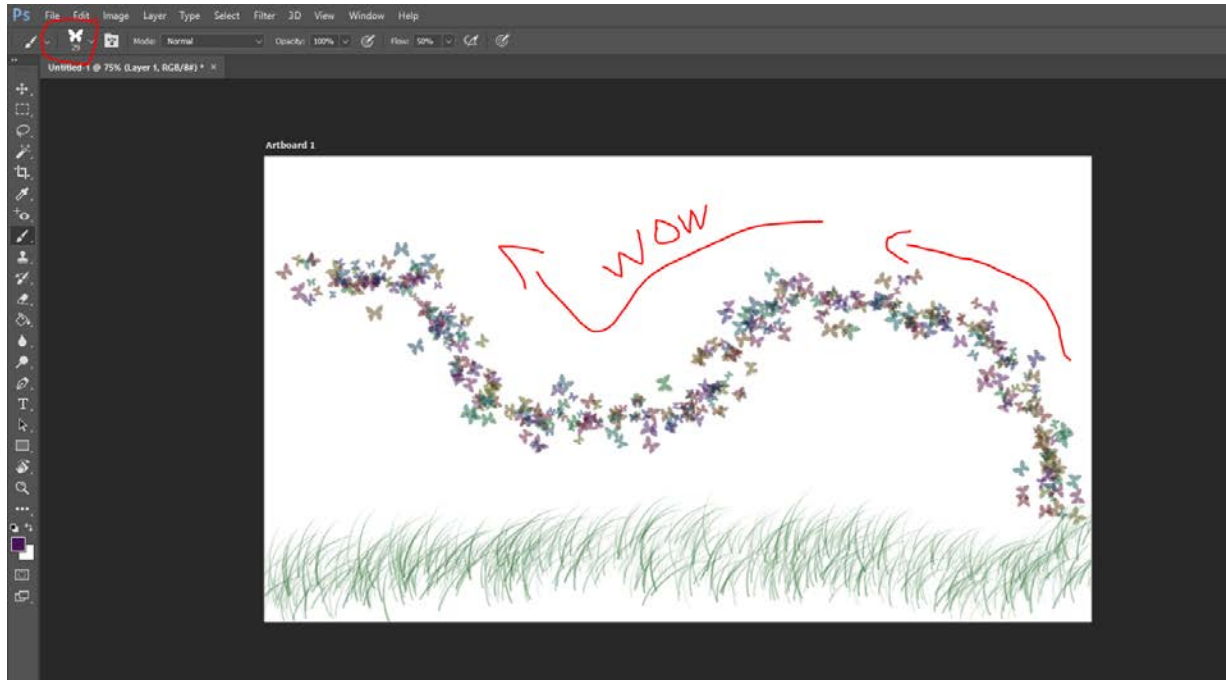 Ps File Edit Image Layer Type Select Filter 3D View Window Help
29 Mode: Normal Opacity: 100% Flow: 50%
Untitled-1 @ 75% (Layer 1, RGB/8#) * ×
Artboard 1
WOW
T